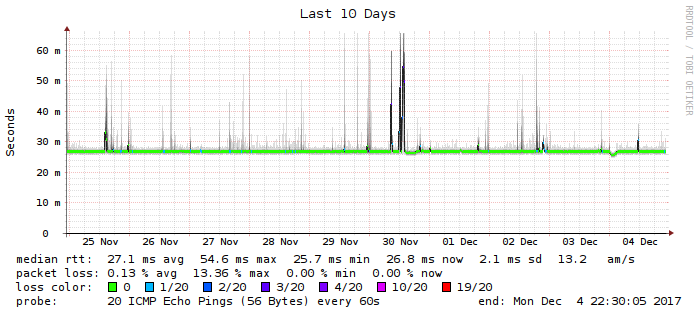 Last 10 Days
RRDTOOL / TOBI OETIKER
Seconds
60 m
50 m
40 m
30 m
20 m
10 m
0
25 Nov 26 Nov 27 Nov 28 Nov 29 Nov 30 Nov 01 Dec 02 Dec 03 Dec 04 Dec
median rtt: 27.1 ms avg 54.6 ms max 25.7 ms min 26.8 ms now 2.1 ms sd 13.2 am/s
packet loss: 0.13 % avg 13.36 % max 0.00 % min 0.00 % now
loss color: 0 1/20 2/20 3/20 4/20 10/20 19/20
probe: 20 ICMP Echo Pings (56 Bytes) every 60s end: Mon Dec 4 22:30:05 2017